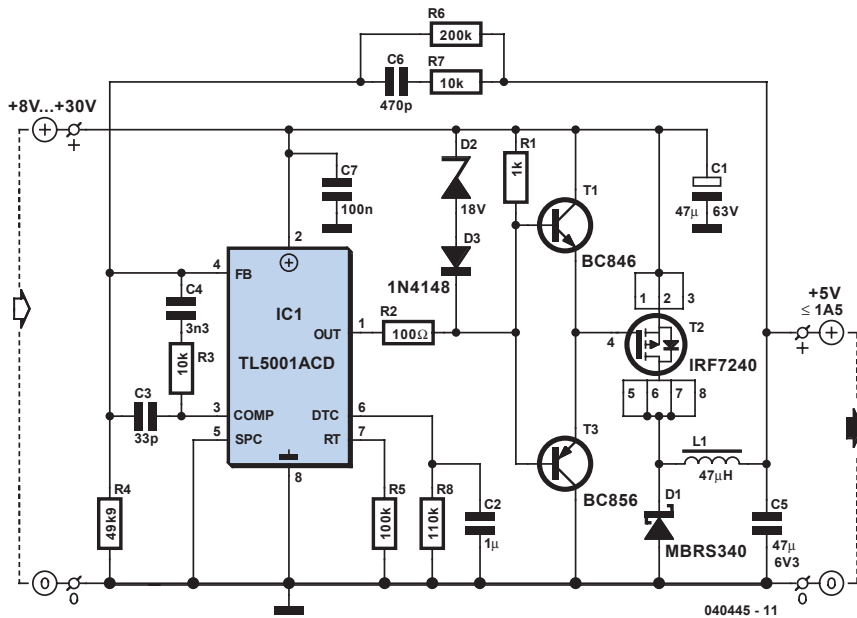 R6
200k
C6
R7
10k
470p
+8V...+30V
+
+
C7
100n
D2
18V
D3
1N4148
R1
1k
T1
BC846
C1
47µ
63V
2
4
FB
C4
3n3
R3
10k
IC1
TL5001ACD
OUT
1
R2
100Ω
1
2
3
4
T2
IRF7240
5
6
7
8
+5V
≤ 1A5
+
+
C3
33p
3
COMP
5
SPC
DTC
6
RT
7
8
T3
BC856
L1
47µH
R4
49k9
R5
100k
R8
110k
C2
1µ
D1
MBRS340
C5
47µ
6V3
0
0
0
0
040445 - 11